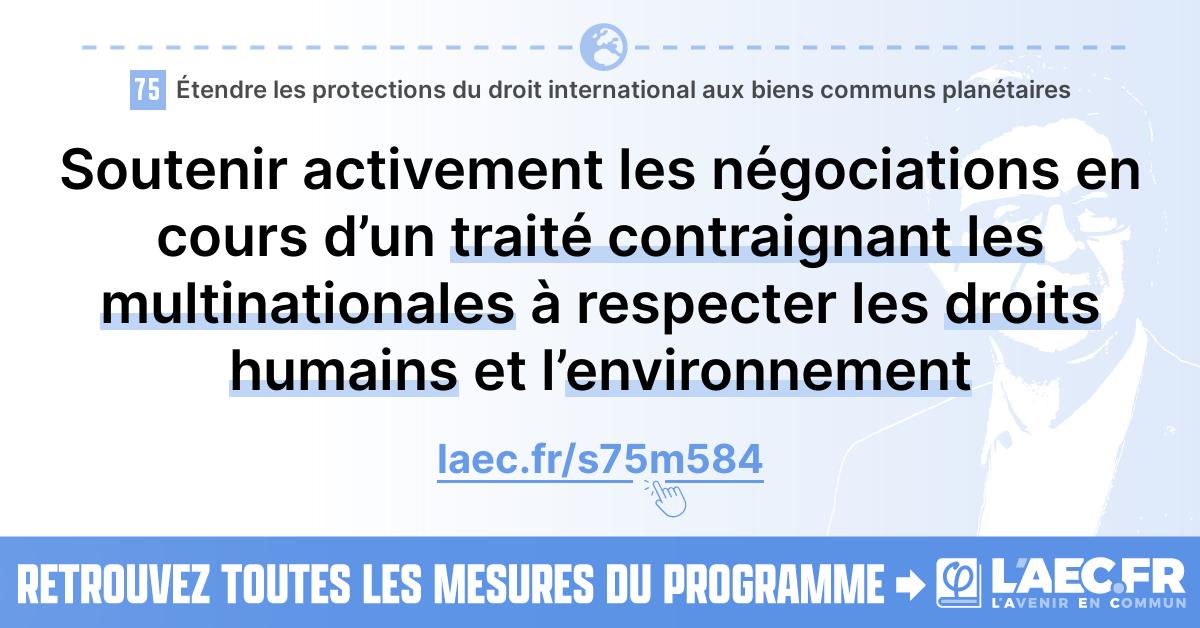 75 Étendre les protections du droit international aux biens communs planétaires
Soutenir activement les négociations en
cours d’un traité contraignant les
multinationales à respecter les droits
humains et l’environnement
laec.fr/s75m584
RETROUVEZ TOUTES LES MESURES DU PROGRAMME
φ L'AEC.FR
L'AVENIR EN COMMUN